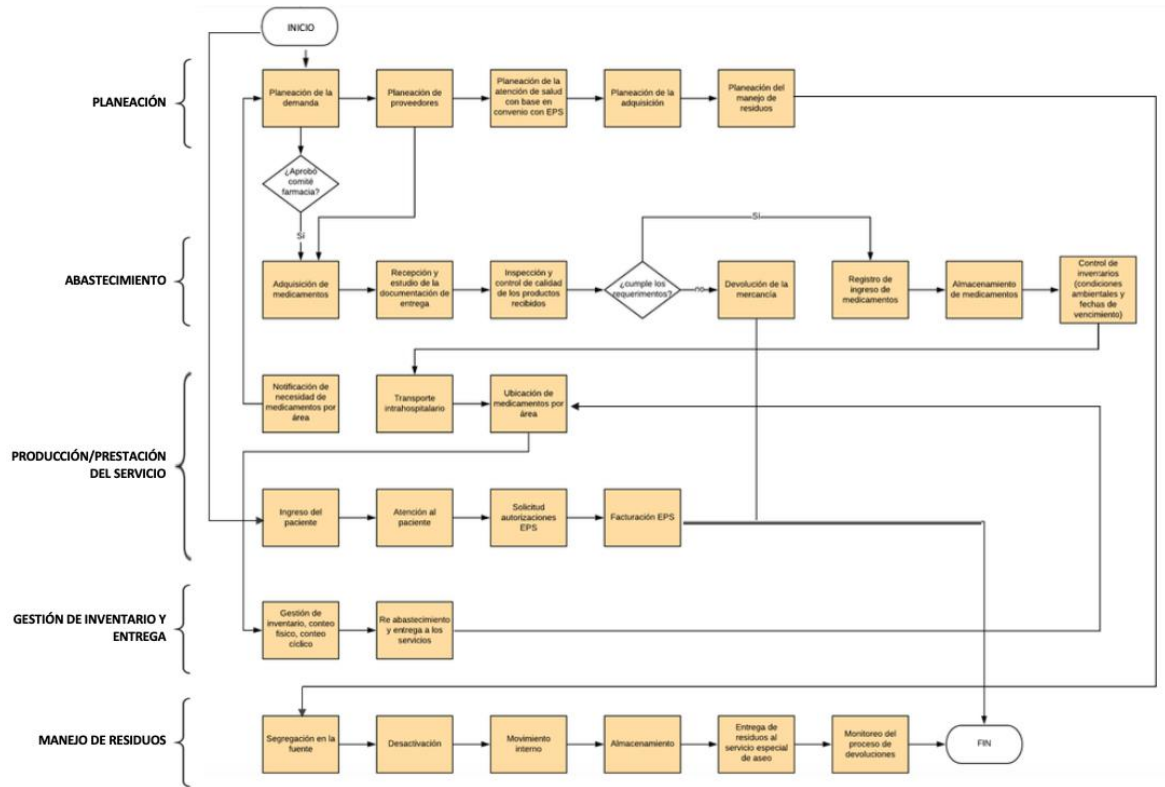 INICIO
PLANEACIÓN
Planeación de la
demanda
Planeación de
proveedores
Planeación de la
atención de salud
con base en
convenio con EPS
Planeación de la
adquisición
Planeación del
manejo de
residuos
¿Aprobó
comité
farmacia?
Si
ABASTECIMIENTO
Adquisición de
medicamentos
Recepción y
estudio de la
documentación de
entrega
Inspección y
control de calidad
de los productos
recibidos
¿cumple los
requerimentos?
no
Si
Devolución de la
mercancía
Registro de
ingreso de
medicamentos
Almacenamiento
de medicamentos
Control de
inventarios
(condiciones
ambientales y
fechas de
vencimiento)
PRODUCCIÓN/PRESTACIÓN
DEL SERVICIO
Notificación de
necesidad de
medicamentos por
área
Transporte
intrahospitalario
Ubicación de
medicamentos por
área
Ingreso del
paciente
Atención al
paciente
Solicitud
autorizaciones
EPS
Facturación EPS
GESTIÓN DE INVENTARIO Y
ENTREGA
Gestión de
inventario, conteo
fisico, conteo
cíclico
Re abastecimiento
y entrega a los
servicios
MANEJO DE RESIDUOS
Segregación en la
fuente
Desactivación
Movimiento
interno
Almacenamiento
Entrega de
residuos al
servicio especial
de aseo
Monitoreo del
proceso de
devoluciones
FIN